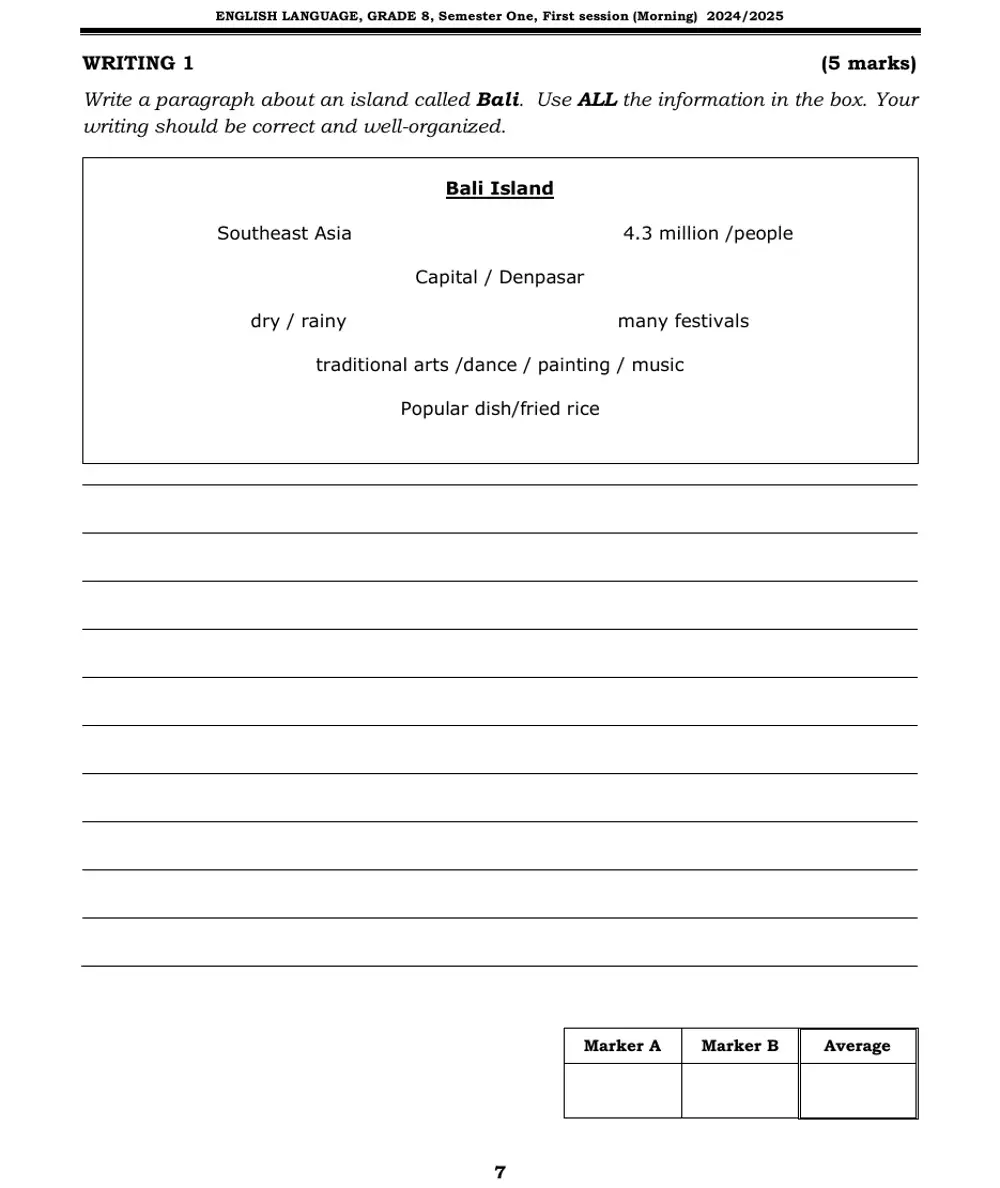 ENGLISH LANGUAGE, GRADE 8, Semester One, First session (Morning) 2024/2025
WRITING 1 (5 marks)
Write a paragraph about an island called Bali. Use ALL the information in the box. Your
writing should be correct and well-organized.
Bali Island
Southeast Asia 4.3 million /people
Capital / Denpasar
dry / rainy many festivals
traditional arts /dance / painting / music
Popular dish/fried rice
Marker A Marker B Average
7